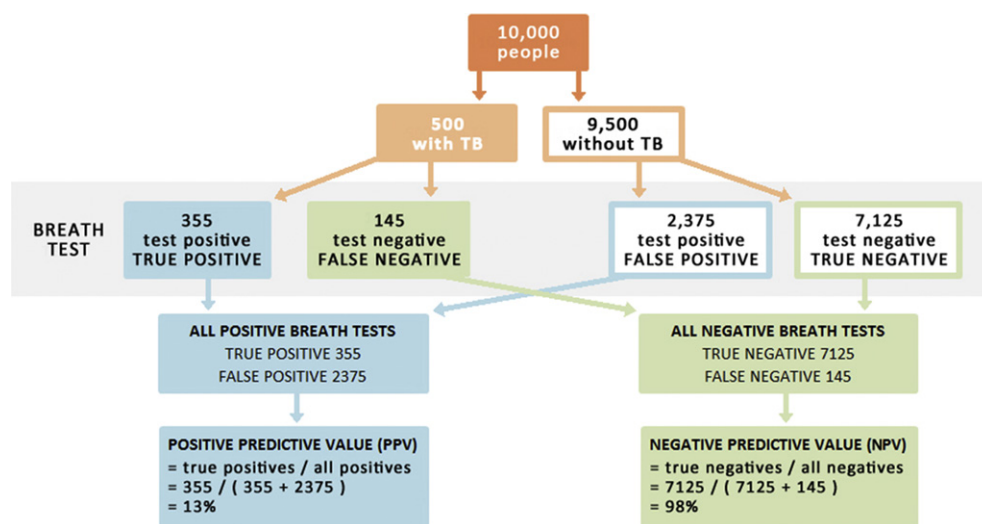 10,000
people
500
with TB
9,500
without TB
BREATH
TEST
355
test positive
TRUE POSITIVE
145
test negative
FALSE NEGATIVE
2,375
test positive
FALSE POSITIVE
7,125
test negative
TRUE NEGATIVE
ALL POSITIVE BREATH TESTS
TRUE POSITIVE 355
FALSE POSITIVE 2375
ALL NEGATIVE BREATH TESTS
TRUE NEGATIVE 7125
FALSE NEGATIVE 145
POSITIVE PREDICTIVE VALUE (PPV)
= true positives / all positives
= 355 / ( 355 + 2375 )
= 13%
NEGATIVE PREDICTIVE VALUE (NPV)
= true negatives / all negatives
= 7125 / ( 7125 + 145 )
= 98%